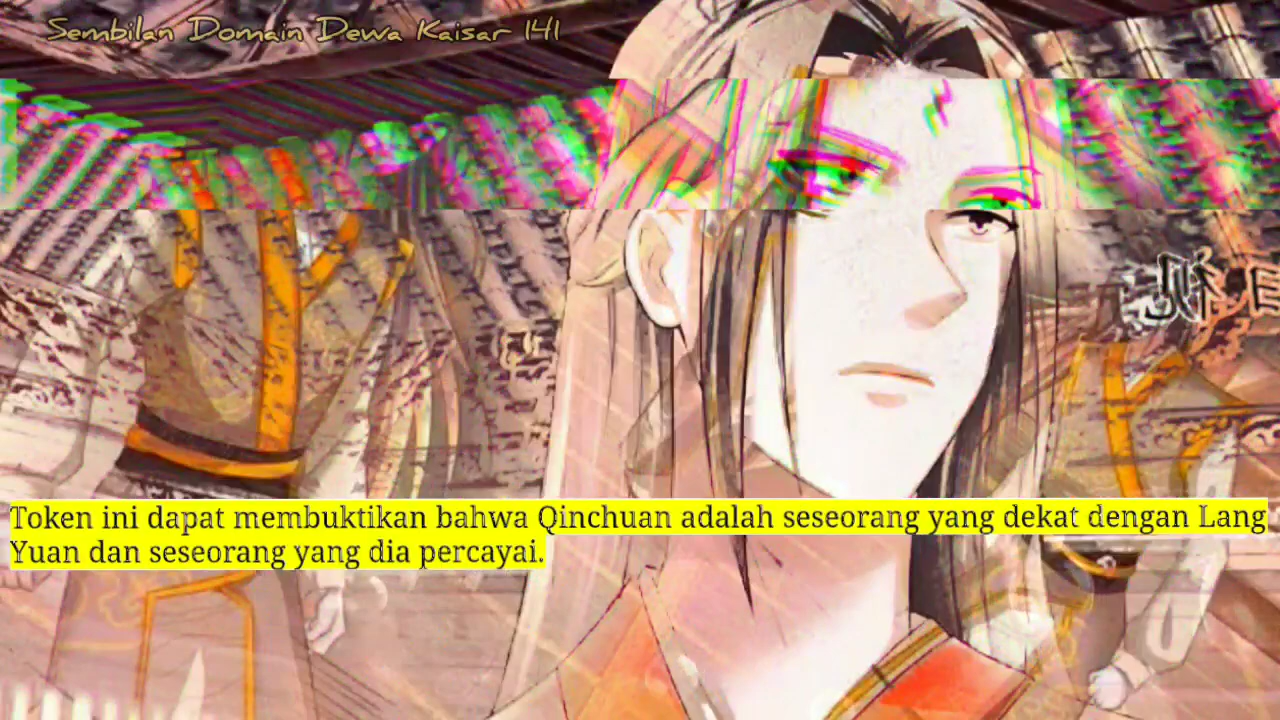 Sembilan Domain Dewa Kaisar 141
Token ini dapat membuktikan bahwa Qinchuan adalah seseorang yang dekat dengan Lang
Yuan dan seseorang yang dia percayai.